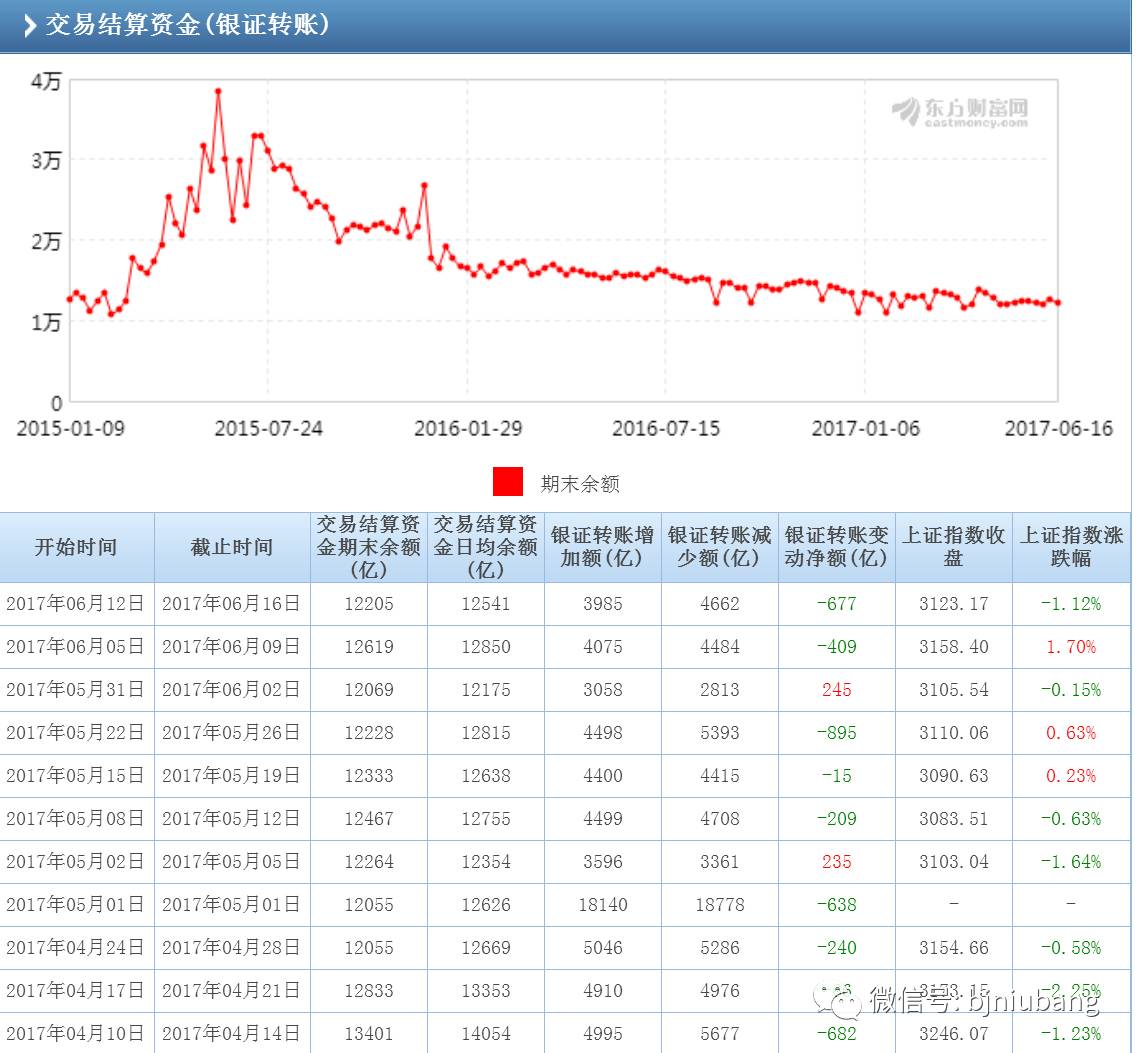 交易结算资金(银证转账)
4万
东方财富网
eastmoney.com
3万
2万
1万
0
2015-01-09 2015-07-24 2016-01-29 2016-07-15 2017-01-06 2017-06-16
期末余额
开始时间 截止时间 交易结算资金期末余额(亿) 交易结算资金日均余额(亿) 银证转账增加额(亿) 银证转账减少额(亿) 银证转账变动净额(亿) 上证指数收盘 上证指数涨跌幅
2017年06月12日 2017年06月16日 12205 12541 3985 4662 -677 3123.17 -1.12%
2017年06月05日 2017年06月09日 12619 12850 4075 4484 -409 3158.40 1.70%
2017年05月31日 2017年06月02日 12069 12175 3058 2813 245 3105.54 -0.15%
2017年05月22日 2017年05月26日 12228 12815 4498 5393 -895 3110.06 0.63%
2017年05月15日 2017年05月19日 12333 12638 4400 4415 -15 3090.63 0.23%
2017年05月08日 2017年05月12日 12467 12755 4499 4708 -209 3083.51 -0.63%
2017年05月02日 2017年05月05日 12264 12354 3596 3361 235 3103.04 -1.64%
2017年05月01日 2017年05月01日 12055 12626 18140 18778 -638 - -
2017年04月24日 2017年04月28日 12055 12669 5046 5286 -240 3154.66 -0.58%
2017年04月17日 2017年04月21日 12833 13353 4910 4976 3173.15 -2.25%
微信号: bjniubang
2017年04月10日 2017年04月14日 13401 14054 4995 5677 -682 3246.07 -1.23%